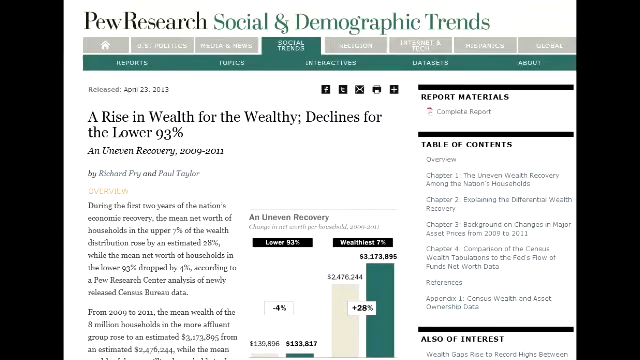 PewResearch Social & Demographic Trends
U.S. POLITICS
MEDIA & NEWS
SOCIAL
TRENDS
RELIGION
INTERNET &
TECH
HISPANICS
GLOBAL
REPORTS
TOPICS
INTERACTIVES
DATASETS
ABOUT
Released: April 23, 2013
A Rise in Wealth for the Wealthy; Declines for
the Lower 93%
An Uneven Recovery, 2009-2011
by Richard Fry and Paul Taylor
OVERVIEW
During the first two years of the nation's
economic recovery, the mean net worth of
households in the upper 7% of the wealth
distribution rose by an estimated 28%,
while the mean net worth of households in
the lower 93% dropped by 4%, according to
a Pew Research Center analysis of newly
released Census Bureau data.
From 2009 to 2011, the mean wealth of the
8 million households in the more affluent
group rose to an estimated $3,173,895 from
an estimated $2,476,244, while the mean
An Uneven Recovery
Change in net worth per household, 2009-2011
Lower 93%
Wealthiest 7%
$3,173,895
$2,476,244
-4%
+28%
$139,896
$133,817
REPORT MATERIALS
Complete Report
TABLE OF CONTENTS
Overview
Chapter 1: The Uneven Wealth Recovery
Among the Nation's Households
Chapter 2: Explaining the Differential Wealth
Recovery
Chapter 3: Background on Changes in Major
Asset Prices from 2009 to 2011
Chapter 4: Comparison of the Census
Wealth Tabulations to the Fed's Flow of
Funds Net Worth Data
References
Appendix 1: Census Wealth and Asset
Ownership Data
ALSO OF INTEREST
Wealth Gaps Rise to Record Highs Between